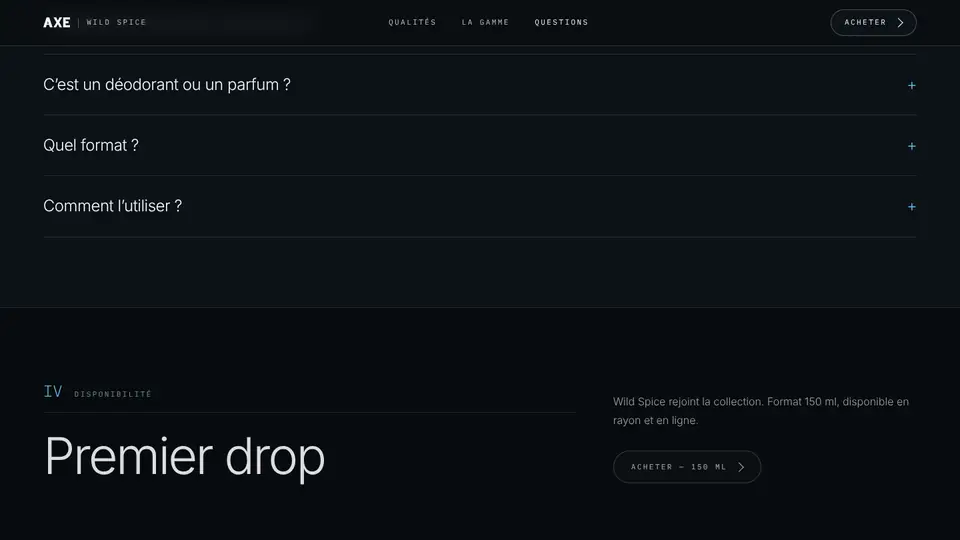 AXE | WILD SPICE
QUALITÉS
LA GAMME
QUESTIONS
ACHETER
C’est un déodorant ou un parfum ?
+
Quel format ?
+
Comment l’utiliser ?
+
IV DISPONIBILITÉ
Premier drop
Wild Spice rejoint la collection. Format 150 ml, disponible en
rayon et en ligne.
ACHETER — 150 ML